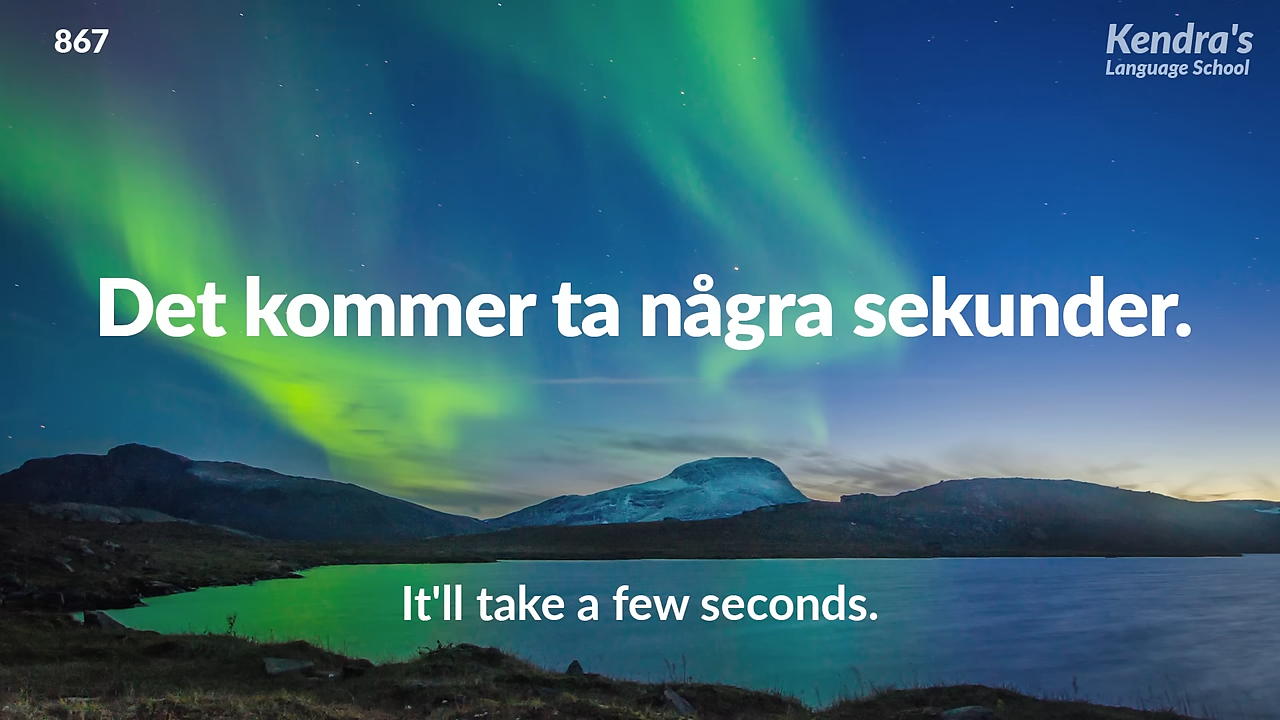 867
Kendra's
Language School
Det kommer ta några sekunder.
It'll take a few seconds.